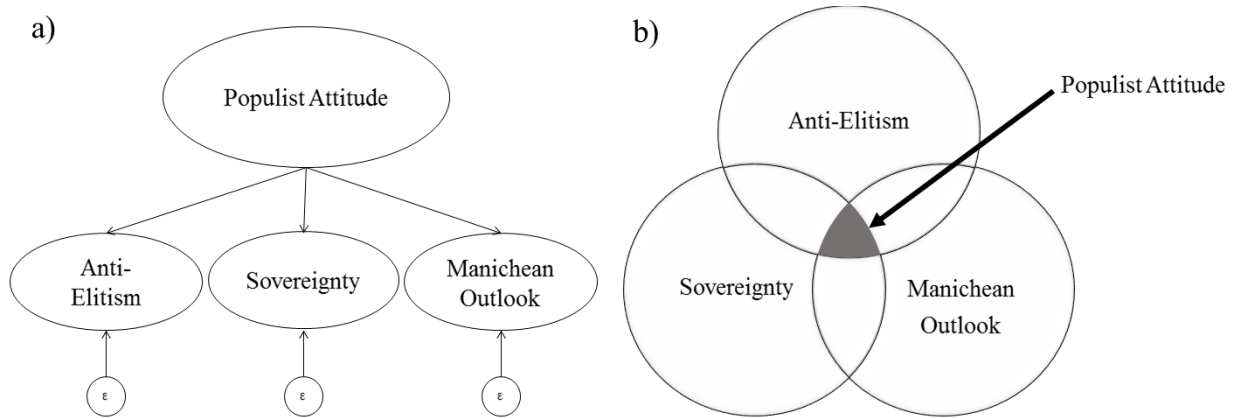 a)
Populist Attitude
Anti-
Elitism
Sovereignty
Manichean
Outlook
ε
ε
ε
b)
Populist Attitude
Anti-Elitism
Sovereignty
Manichean
Outlook